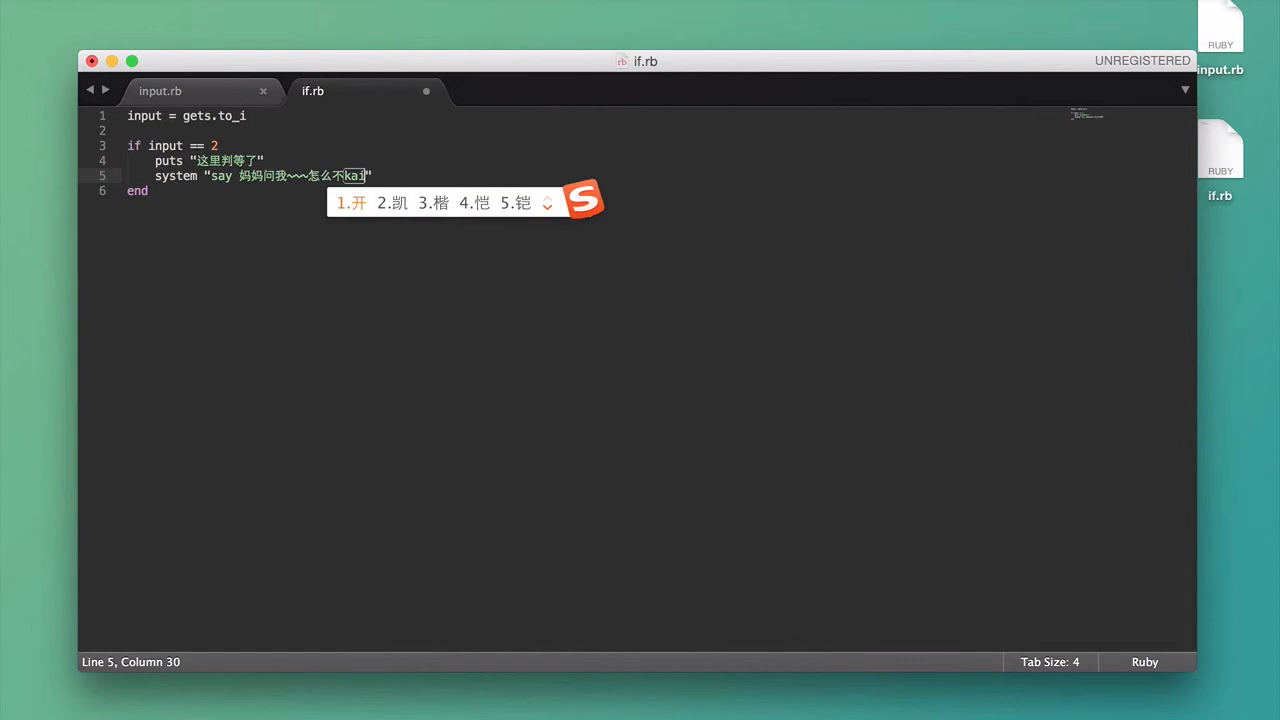 if.rb
UNREGISTERED
input.rb
if.rb
1 input = gets.to_i
2
3 if input == 2
4 puts "这里判等了"
5 system "say 妈妈问我~~~怎么不kai"
6 end
1.开 2.凯 3.楷 4.恺 5.铠
S
Line 5, Column 30
Tab Size: 4
Ruby
RUBY
input.rb
RUBY
if.rb